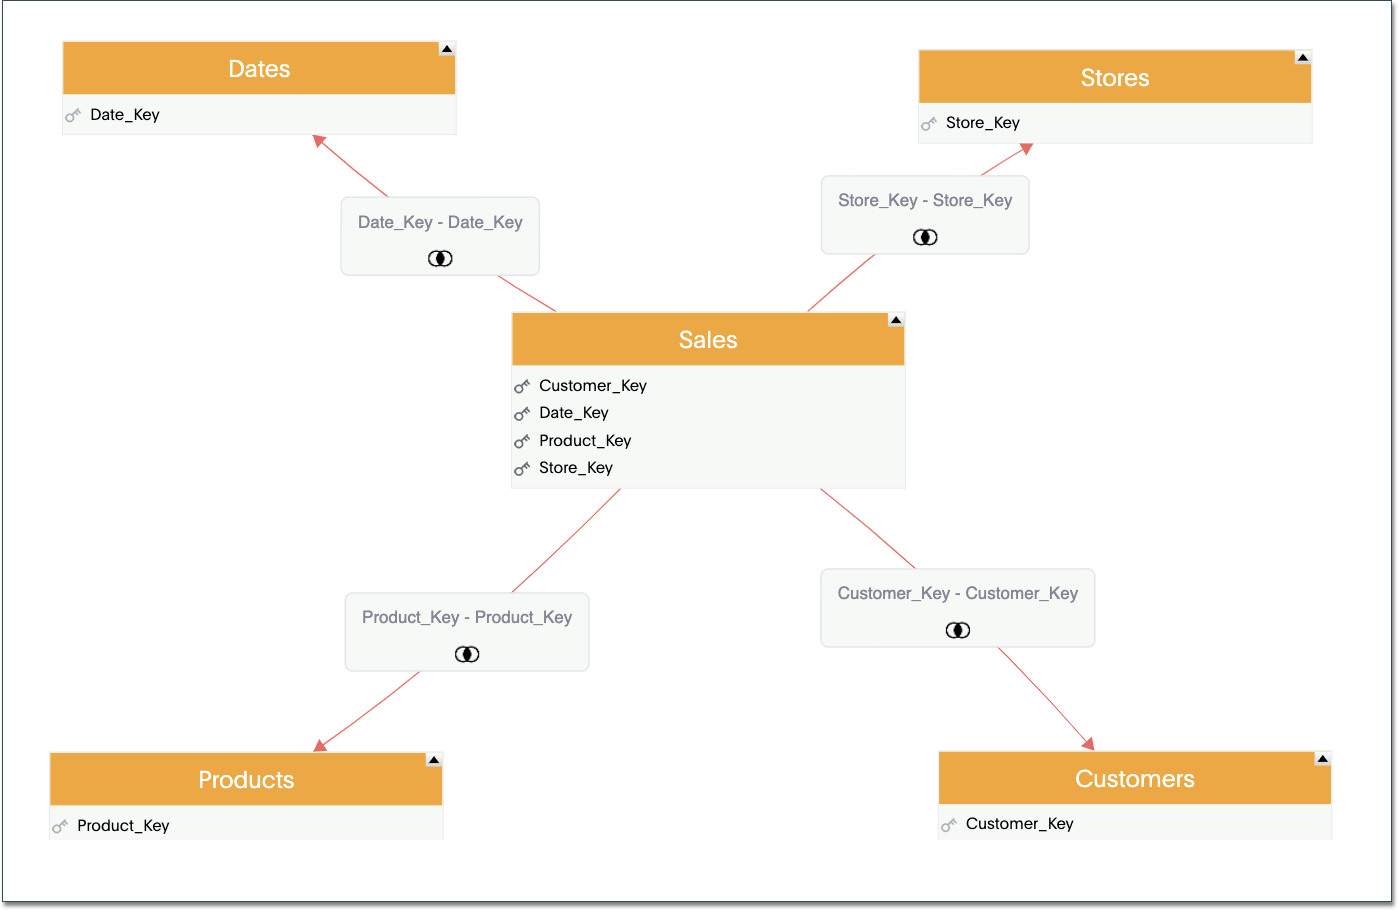 Dates
Date_Key
Stores
Store_Key
Date_Key - Date_Key
Store_Key - Store_Key
Sales
Customer_Key
Date_Key
Product_Key
Store_Key
Product_Key - Product_Key
Customer_Key - Customer_Key
Products
Product_Key
Customers
Customer_Key